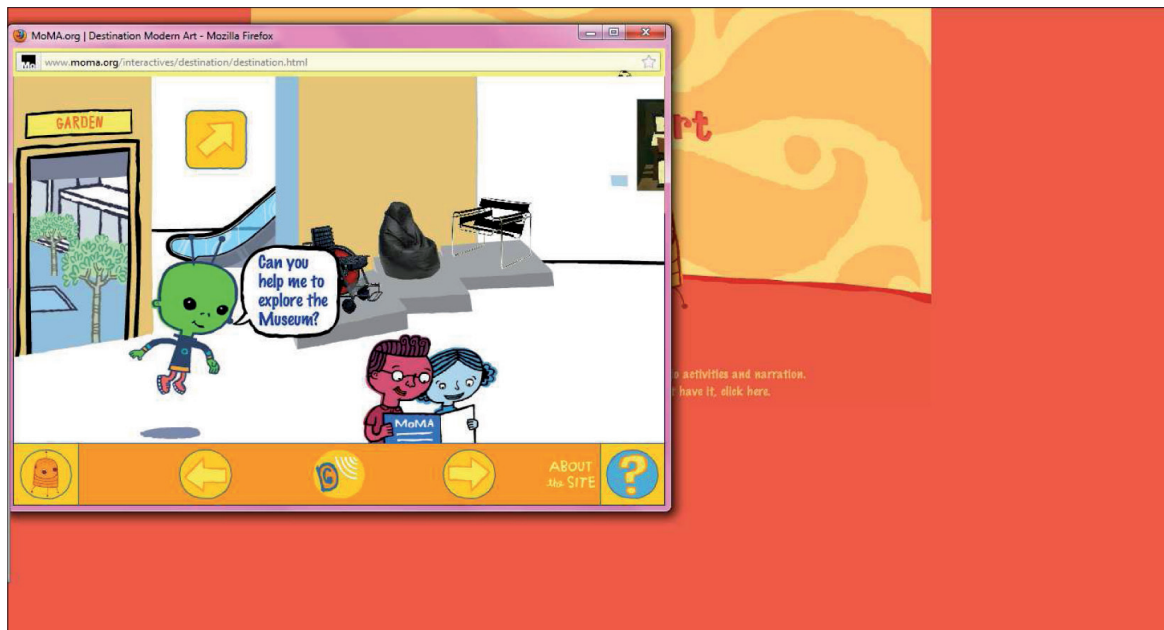 MoMA.org | Destination Modern Art - Mozilla Firefox
www.moma.org/interactives/destination/destination.html
GARDEN
rt
Can you
help me to
explore the
Museum?
o activities and narration.
t have it, click here.
MoMA
ABOUT
the SITE
?